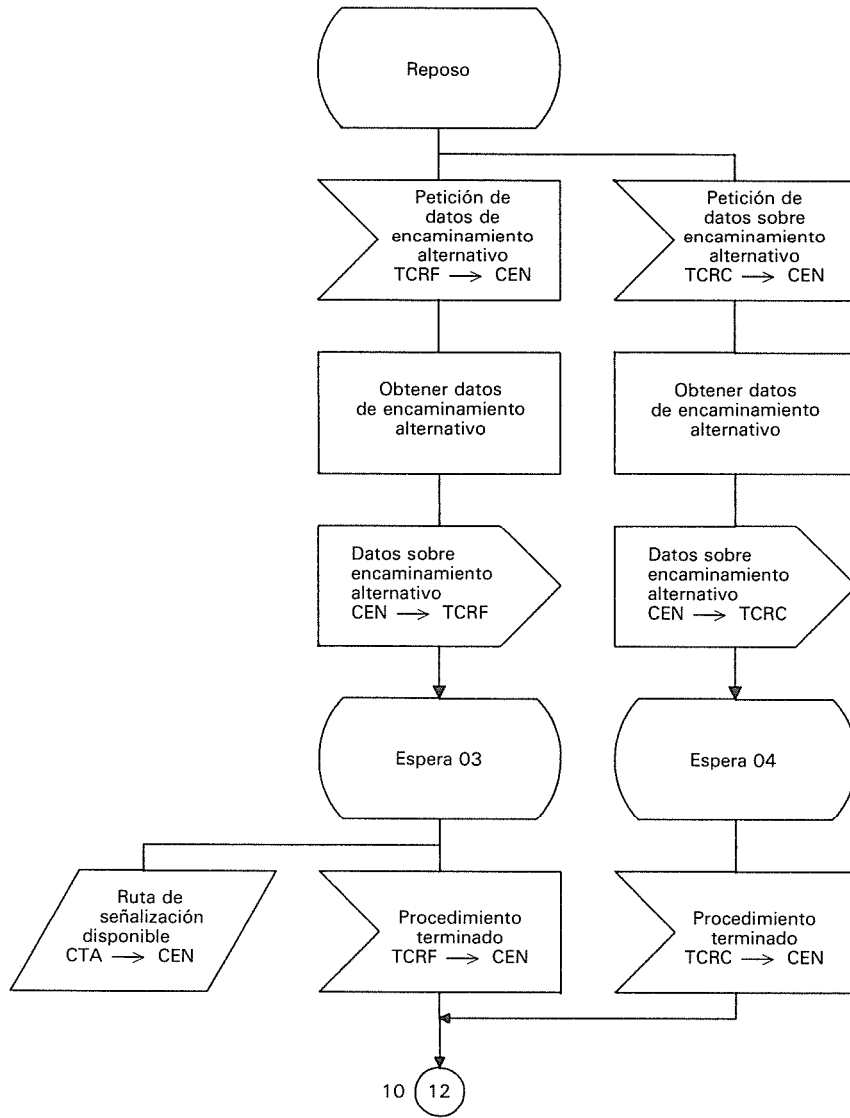 Reposo
Petición de
datos de
encaminamiento
alternativo
TCRF → CEN
Petición de
datos sobre
encaminamiento
alternativo
TCRC → CEN
Obtener datos
de encaminamiento
alternativo
Obtener datos
de encaminamiento
alternativo
Datos sobre
encaminamiento
alternativo
CEN → TCRF
Datos sobre
encaminamiento
alternativo
CEN → TCRC
Espera 03
Espera 04
Ruta de
señalización
disponible
CTA → CEN
Procedimiento
terminado
TCRF → CEN
Procedimiento
terminado
TCRC → CEN
10 12